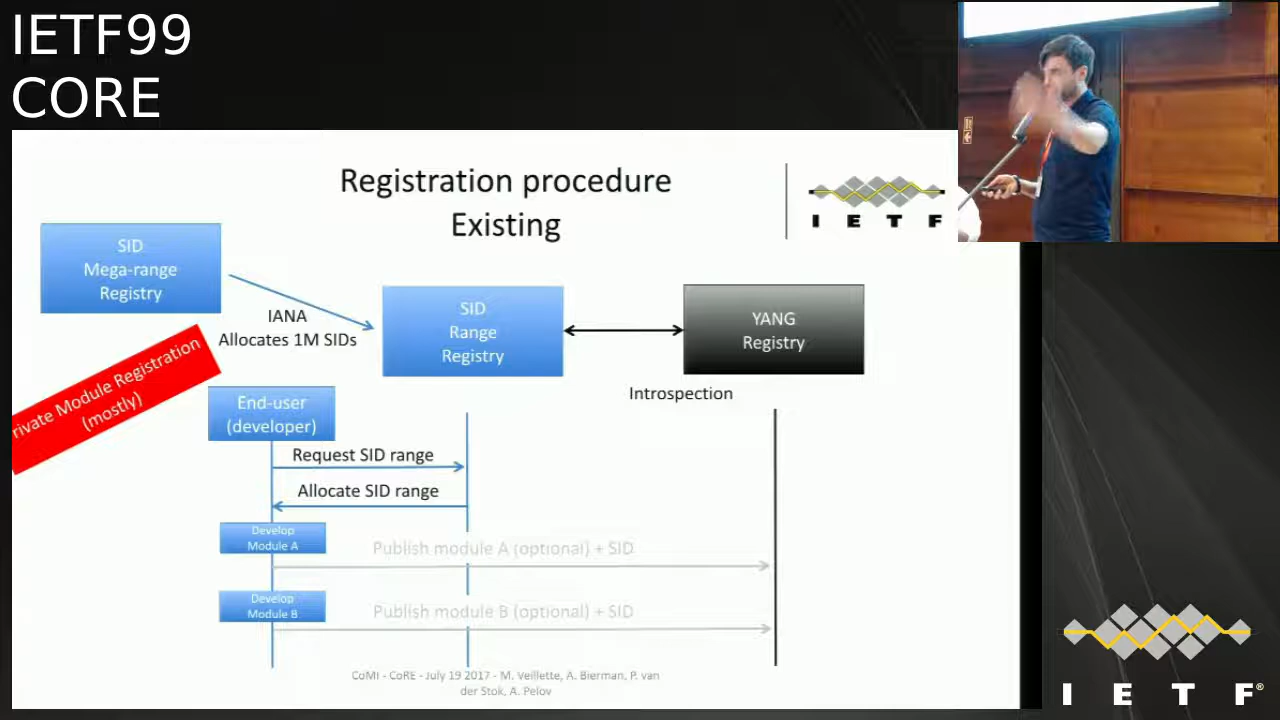 IETF99
CORE
Registration procedure
Existing
I E T F
SID
Mega-range
Registry
IANA
Allocates 1M SIDs
SID
Range
Registry
YANG
Registry
rivate Module Registration
(mostly)
Introspection
End-user
(developer)
Request SID range
Allocate SID range
Develop
Module A
Publish module A (optional) + SID
Develop
Module B
Publish module B (optional) + SID
CoMI - CoRE - July 19 2017 - M. Veillette, A. Bierman, P. van
der Stok, A. Pelov
I E T F®